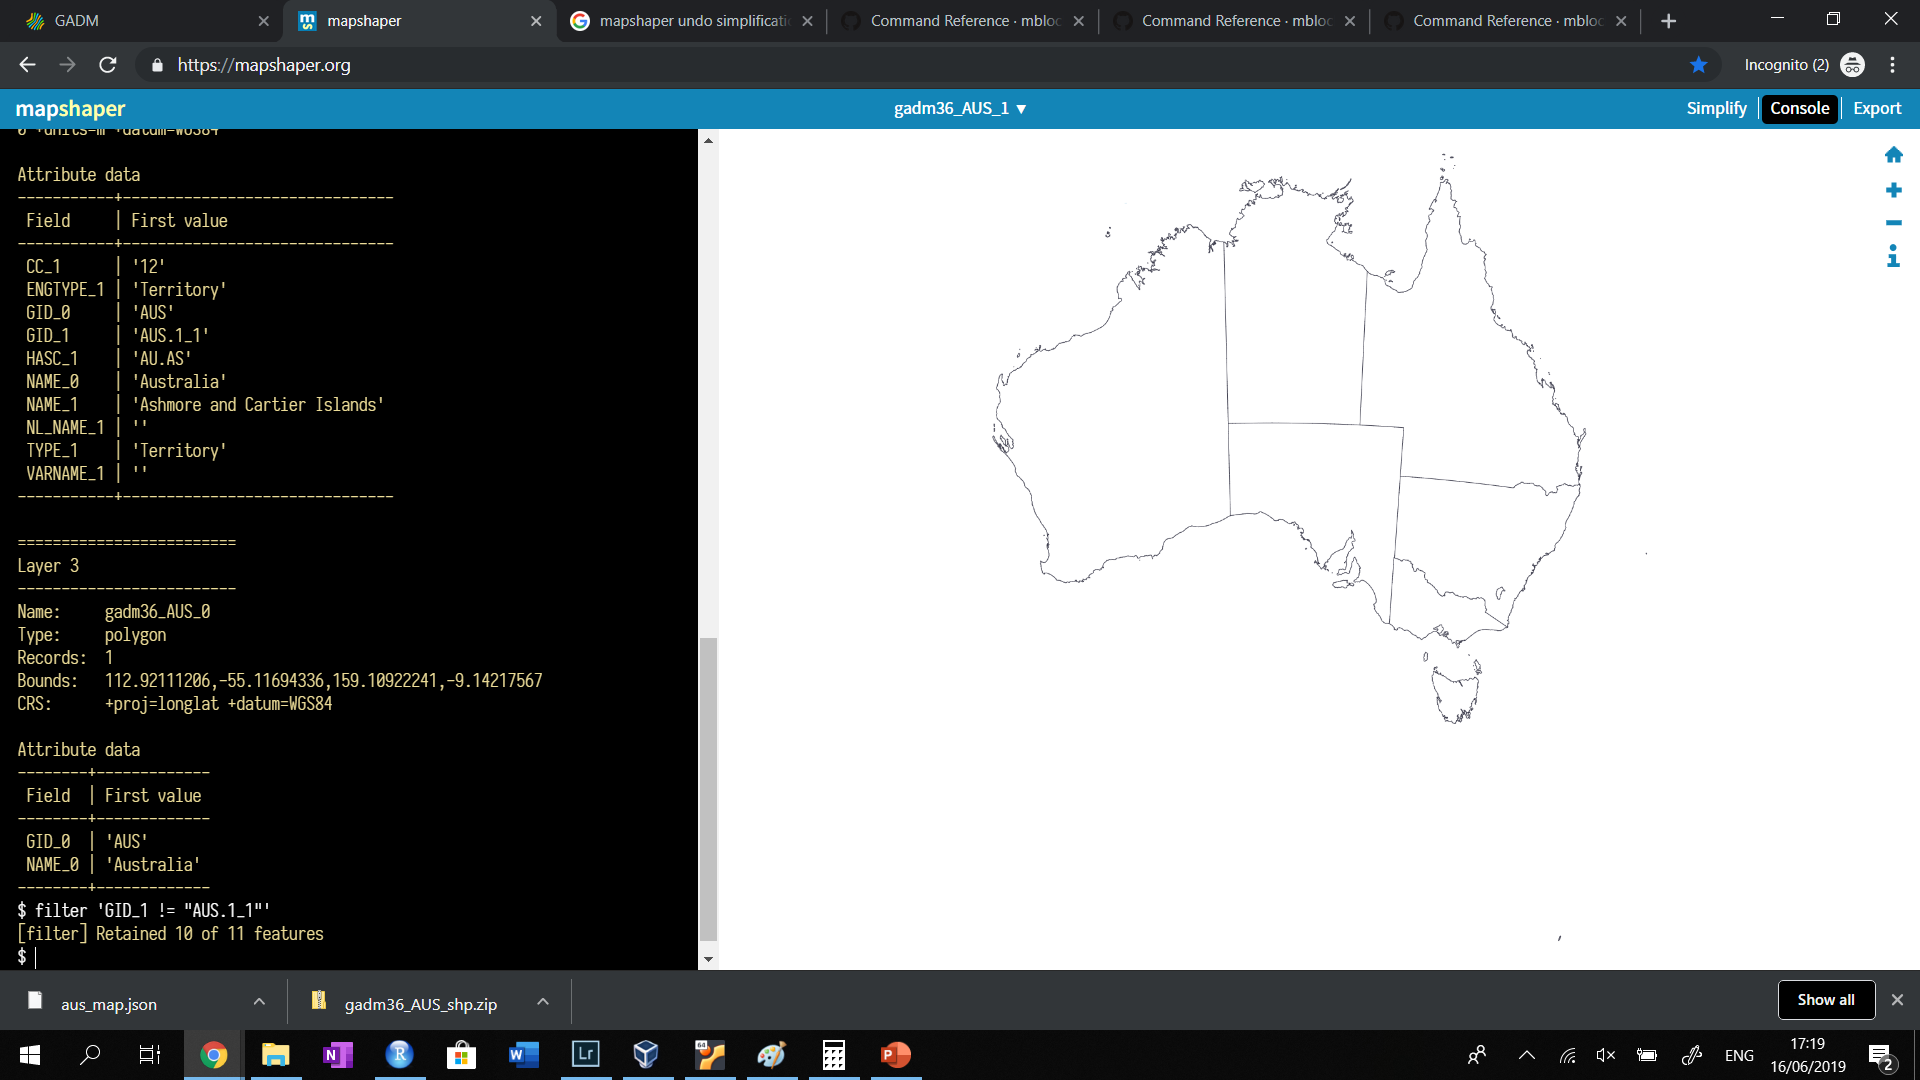 GADM
mapshaper
mapshaper undo simplificati
Command Reference · mbloc
Command Reference · mbloc
Command Reference · mbloc
https://mapshaper.org
Incognito (2)
mapshaper
gadm36_AUS_1 ▼
Simplify
Console
Export
0 +units=m +datum=WGS84
Attribute data
-----------+-------------------------------
Field | First value
-----------+-------------------------------
CC_1 | '12'
ENGTYPE_1 | 'Territory'
GID_0 | 'AUS'
GID_1 | 'AUS.1_1'
HASC_1 | 'AU.AS'
NAME_0 | 'Australia'
NAME_1 | 'Ashmore and Cartier Islands'
NL_NAME_1 | ''
TYPE_1 | 'Territory'
VARNAME_1 | ''
-----------+-------------------------------
=========================
Layer 3
-------------------------
Name: gadm36_AUS_0
Type: polygon
Records: 1
Bounds: 112.92111206,-55.11694336,159.10922241,-9.14217567
CRS: +proj=longlat +datum=WGS84
Attribute data
--------+-------------
Field | First value
--------+-------------
GID_0 | 'AUS'
NAME_0 | 'Australia'
--------+-------------
$ filter 'GID_1 != "AUS.1_1"'
[filter] Retained 10 of 11 features
$
aus_map.json
gadm36_AUS_shp.zip
Show all
ENG
17:19
16/06/2019
2